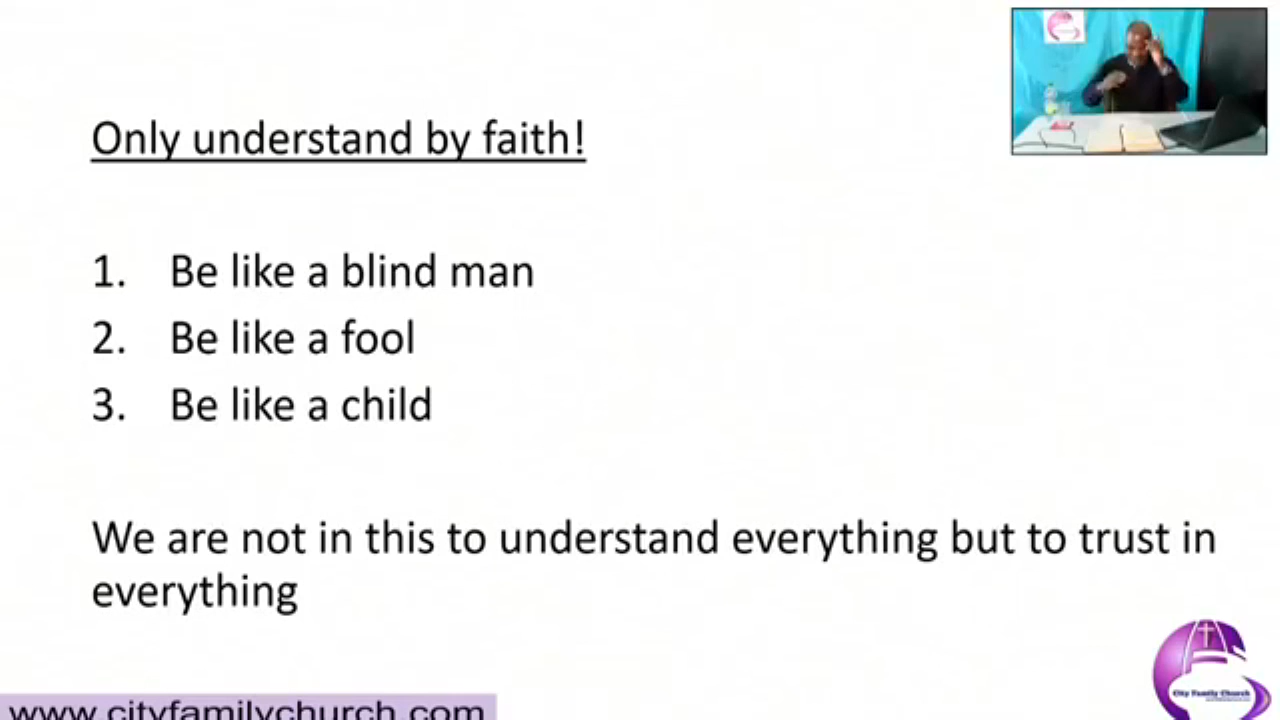 Only understand by faith!
1. Be like a blind man
2. Be like a fool
3. Be like a child
We are not in this to understand everything but to trust in
everything
City Family Church
www.cityfamilychurch.com